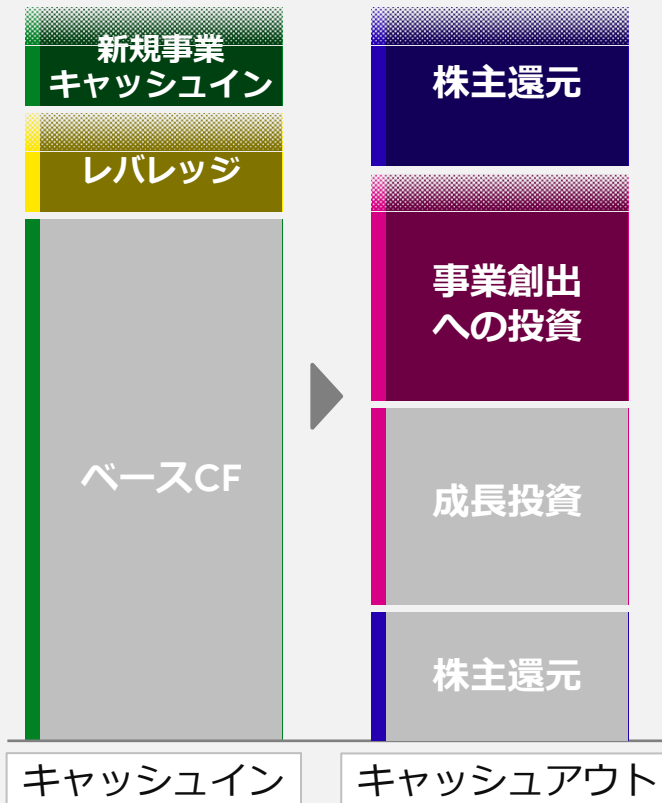 新規事業
キャッシュイン
レバレッジ
ベースCF
キャッシュイン
株主還元
事業創出
への投資
成長投資
株主還元
キャッシュアウト